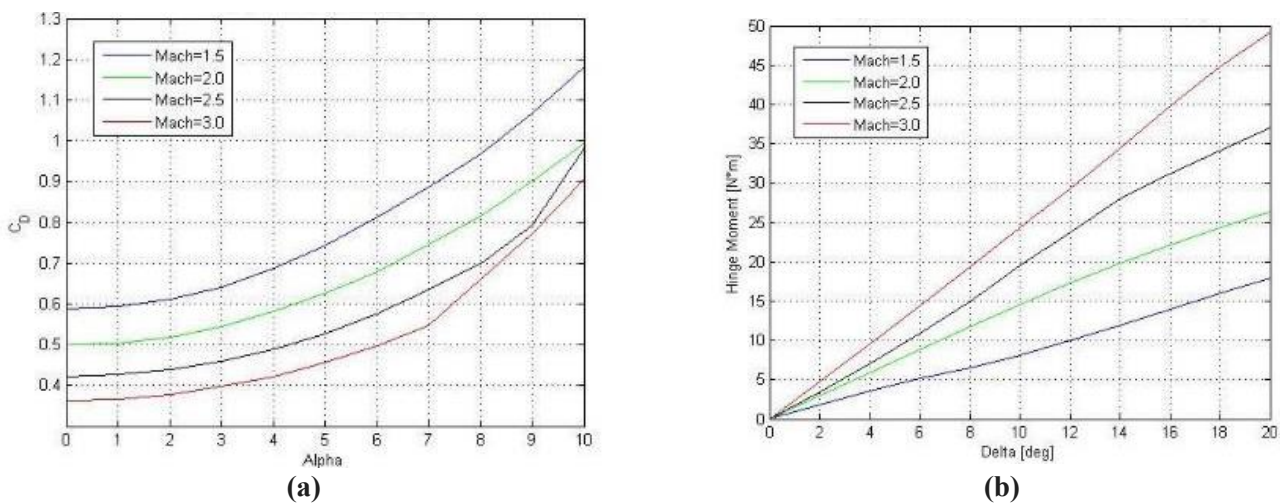 1.3
1.2
1.1
1
0.9
0.8
0.7
0.6
0.5
0.4
C_D
Mach=1.5
Mach=2.0
Mach=2.5
Mach=3.0
0 1 2 3 4 5 6 7 8 9 10
Alpha
(a)
50
45
40
35
30
25
20
15
10
5
0
Hinge Moment [N*m]
Mach=1.5
Mach=2.0
Mach=2.5
Mach=3.0
0 2 4 6 8 10 12 14 16 18 20
Delta [deg]
(b)